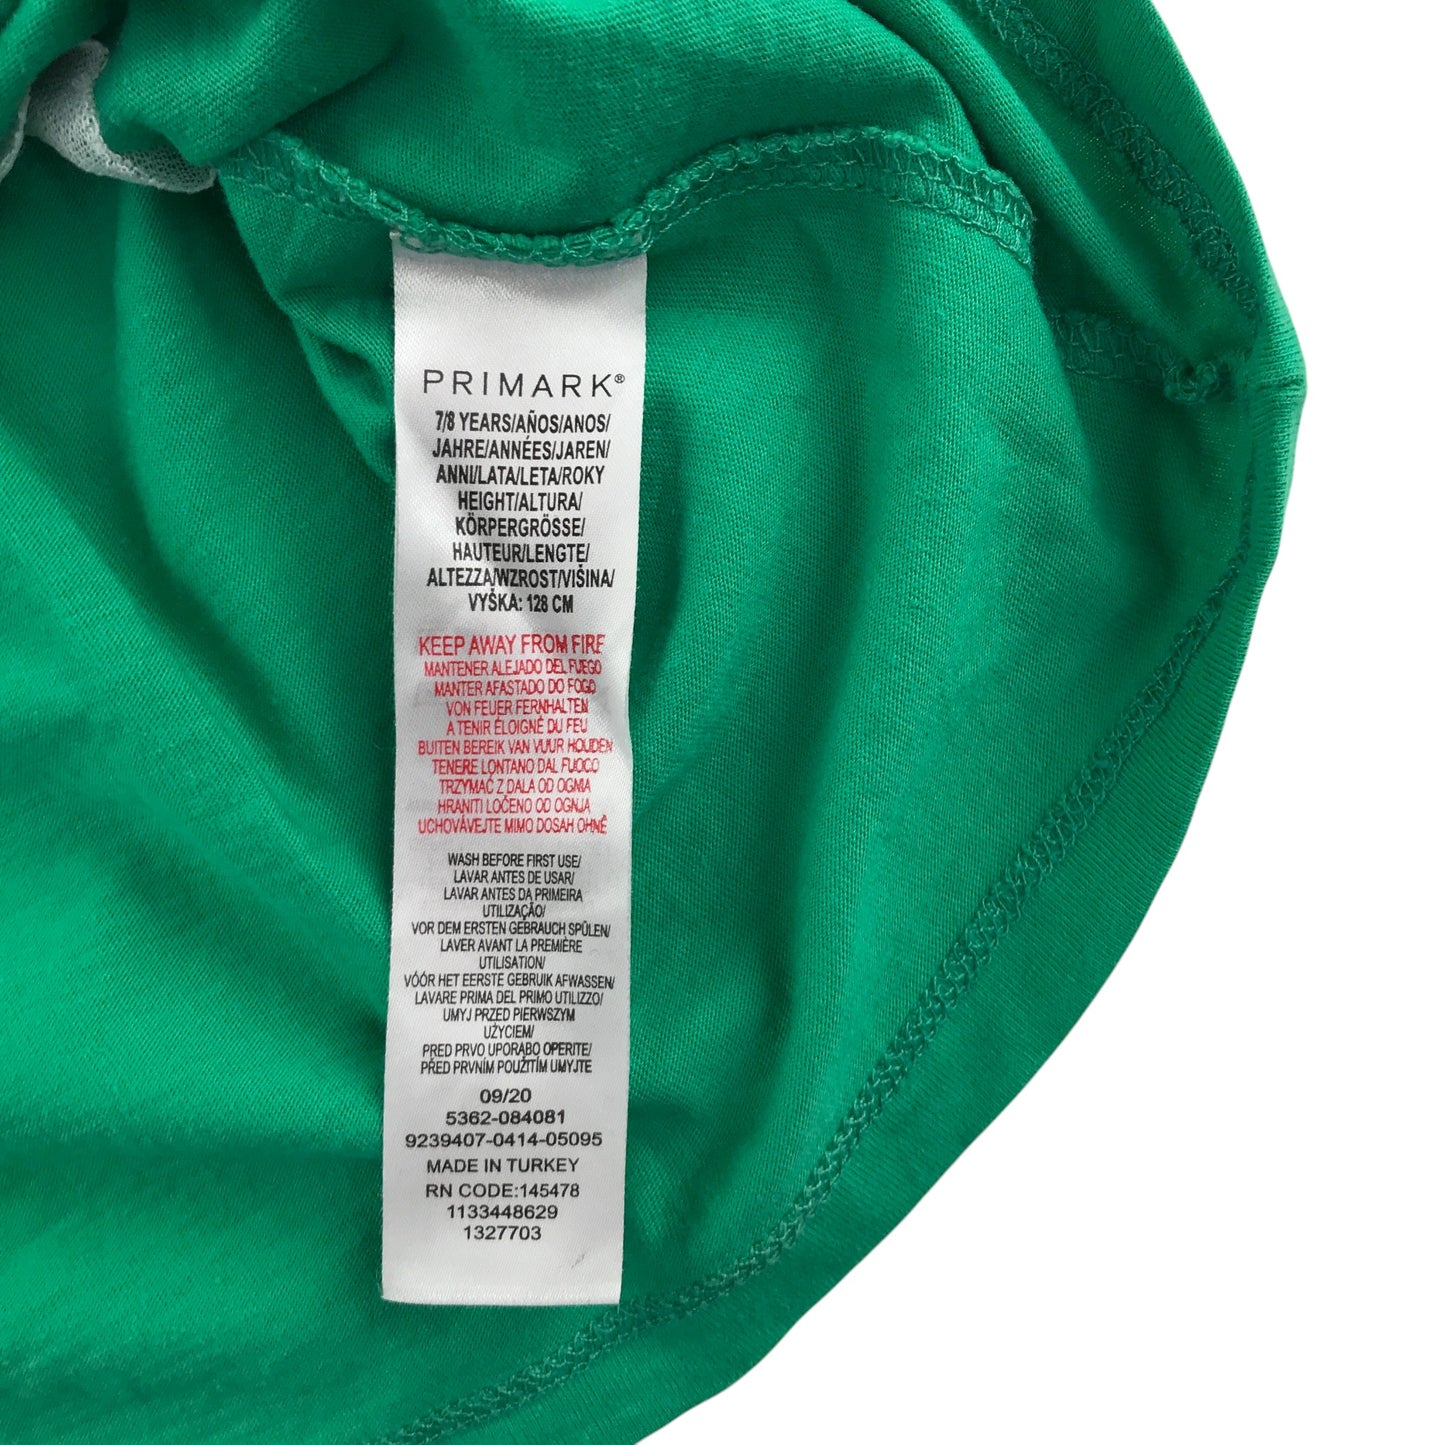 PRIMARK®
7/8 YEARS/AÑOS/ANOS/
JAHRE/ANNÉES/JAREN/
ANNI/LATA/LETA/ROKY
HEIGHT/ALTURA/
KÖRPERGRÖSSE/
HAUTEUR/LENGTE/
ALTEZZA/WZROST/VIŠINA/
VYŠKA: 128 CM
KEEP AWAY FROM FIRE
MANTENER ALEJADO DEL FUEGO
MANTER AFASTADO DO FOGO
VON FEUER FERNHALTEN
A TENIR ÉLOIGNÉ DU FEU
BUITEN BEREIK VAN VUUR HOUDEN
TENERE LONTANO DAL FUOCO
TRZYMAĆ Z DALA OD OGNIA
HRANITI LOČENO OD OGNJA
UCHOVÁVEJTE MIMO DOSAH OHNĚ
WASH BEFORE FIRST USE/
LAVAR ANTES DE USAR/
LAVAR ANTES DA PRIMEIRA
UTILIZAÇÃO/
VOR DEM ERSTEN GEBRAUCH SPÜLEN/
LAVER AVANT LA PREMIÈRE
UTILISATION/
VÓÓR HET EERSTE GEBRUIK AFWASSEN/
LAVARE PRIMA DEL PRIMO UTILIZZO/
UMYJ PRZED PIERWSZYM
UŻYCIEM/
PRED PRVO UPORABO OPERITE/
PŘED PRVNÍM POUŽITÍM UMYJTE
09/20
5362-084081
9239407-0414-05095
MADE IN TURKEY
RN CODE:145478
1133448629
1327703